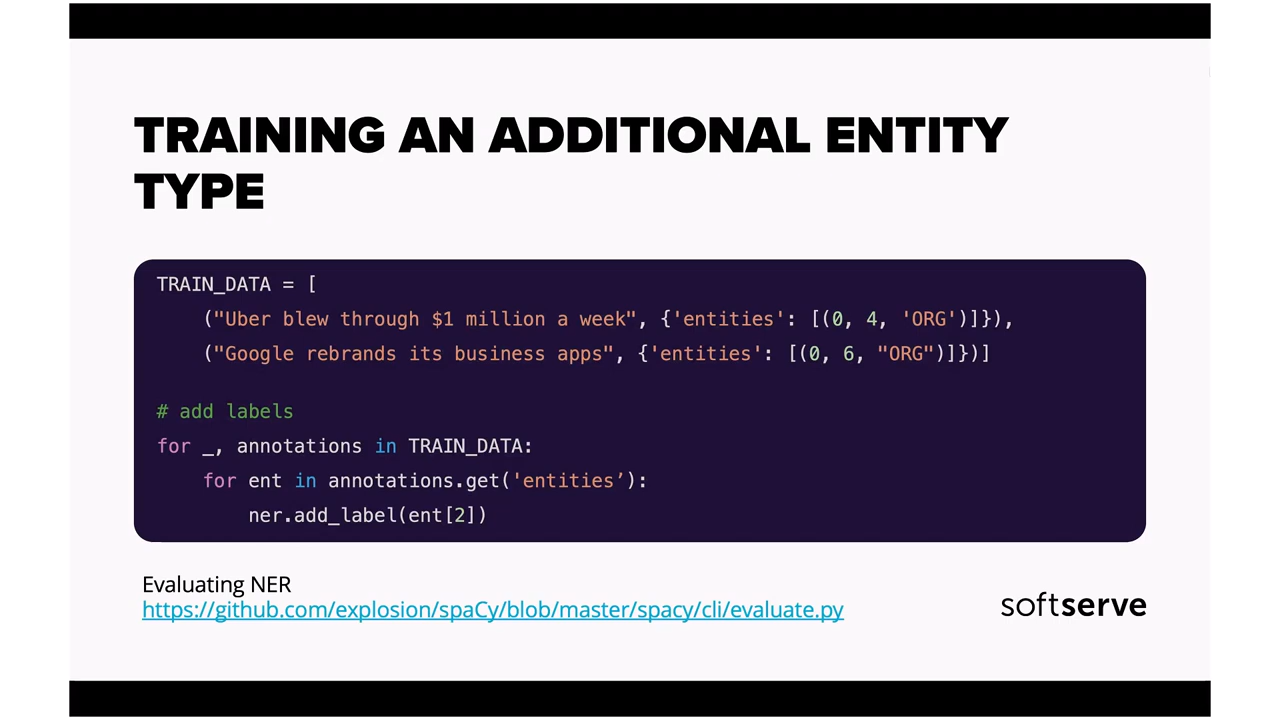 TRAINING AN ADDITIONAL ENTITY
TYPE
TRAIN_DATA = [
    ("Uber blew through $1 million a week", {'entities': [(0, 4, 'ORG')]}),
    ("Google rebrands its business apps", {'entities': [(0, 6, "ORG")]})]
# add labels
for _, annotations in TRAIN_DATA:
    for ent in annotations.get('entities’):
        ner.add_label(ent[2])
Evaluating NER
https://github.com/explosion/spaCy/blob/master/spacy/cli/evaluate.py
softserve